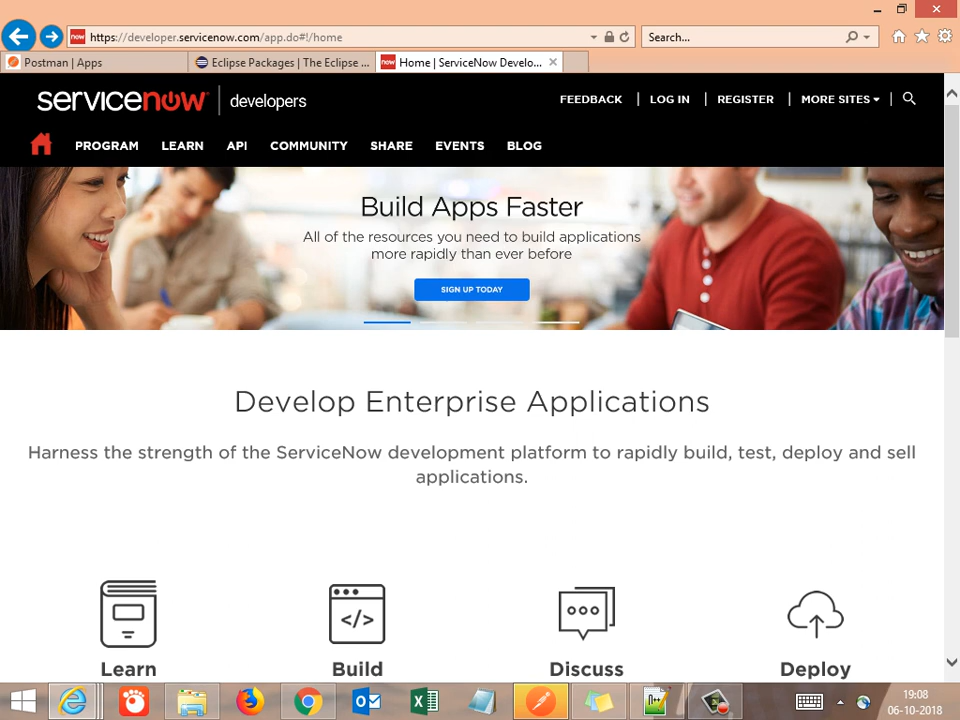 https://developer.servicenow.com/app.do#!/home
Search...
Postman | Apps
Eclipse Packages | The Eclipse ...
now
Home | ServiceNow Develo...
servicenow
developers
FEEDBACK
LOG IN
REGISTER
MORE SITES
PROGRAM
LEARN
API
COMMUNITY
SHARE
EVENTS
BLOG
Build Apps Faster
All of the resources you need to build applications
more rapidly than ever before
SIGN UP TODAY
Develop Enterprise Applications
Harness the strength of the ServiceNow development platform to rapidly build, test, deploy and sell
applications.
Learn
Build
Discuss
Deploy
19:08
06-10-2018